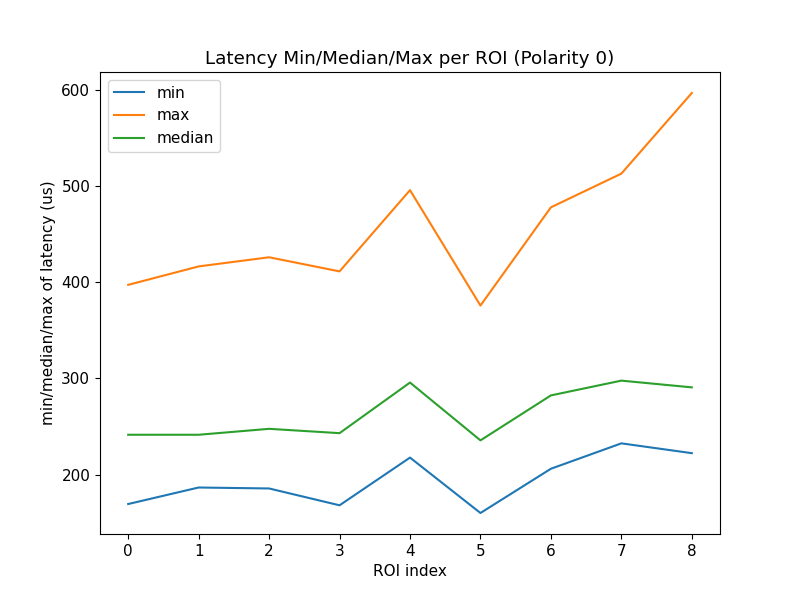 Latency Min/Median/Max per ROI (Polarity 0)
min
max
median
min/median/max of latency (us)
600
500
400
300
200
0 1 2 3 4 5 6 7 8
ROI index